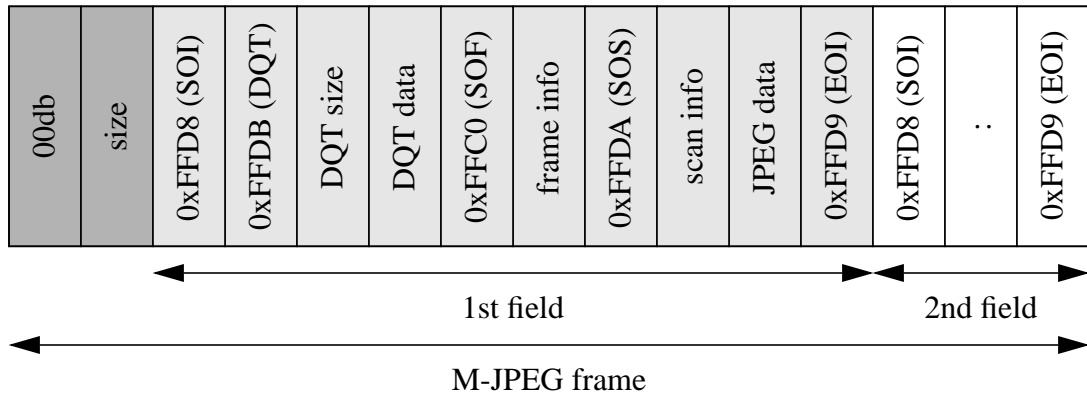 00db
size
0xFFD8 (SOI)
0xFFDB (DQT)
DQT size
DQT data
0xFFC0 (SOF)
frame info
0xFFDA (SOS)
scan info
JPEG data
0xFFD9 (EOI)
0xFFD8 (SOI)
..
0xFFD9 (EOI)
1st field
2nd field
M-JPEG frame